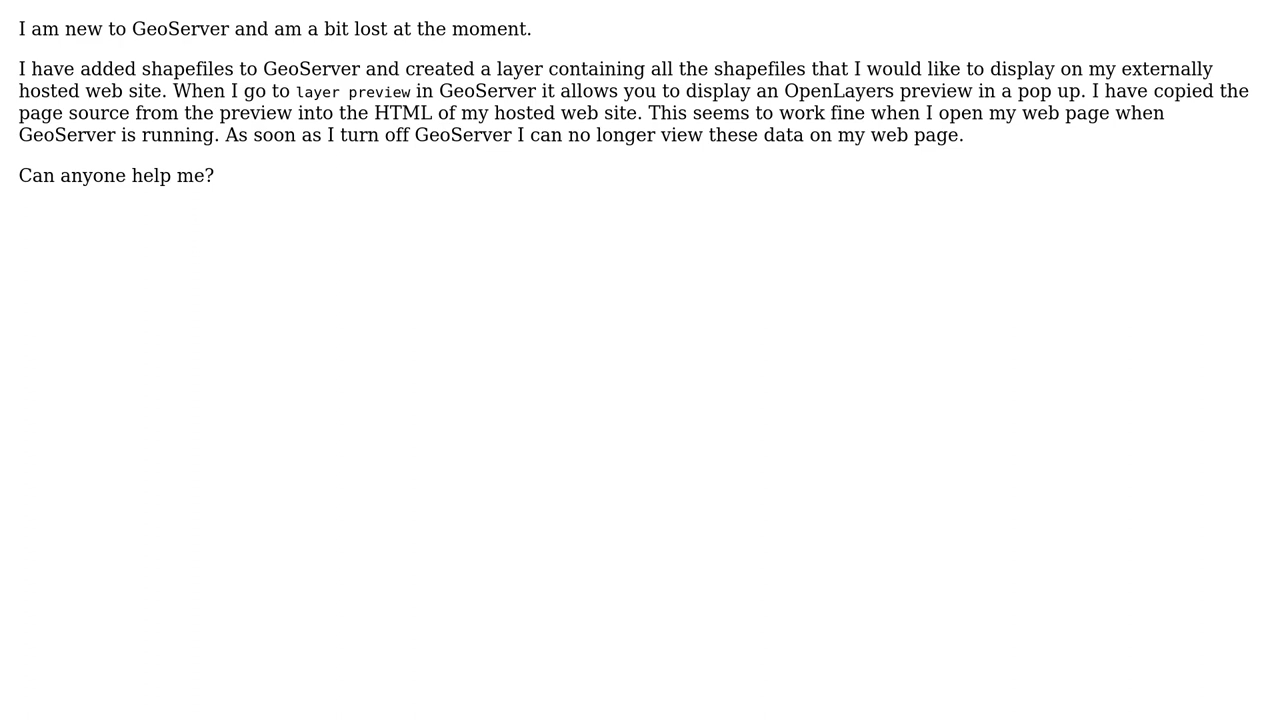 I am new to GeoServer and am a bit lost at the moment.
I have added shapefiles to GeoServer and created a layer containing all the shapefiles that I would like to display on my externally
hosted web site. When I go to layer preview in GeoServer it allows you to display an OpenLayers preview in a pop up. I have copied the
page source from the preview into the HTML of my hosted web site. This seems to work fine when I open my web page when
GeoServer is running. As soon as I turn off GeoServer I can no longer view these data on my web page.
Can anyone help me?